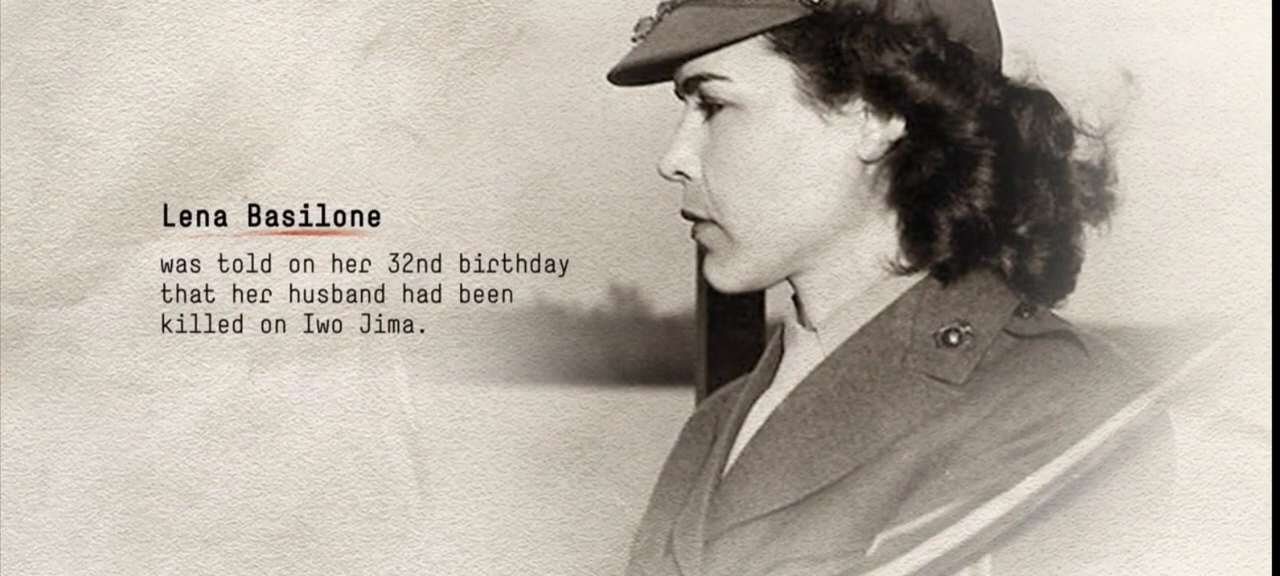 Lena Basilone
was told on her 32nd birthday
that her husband had been
killed on Iwo Jima.